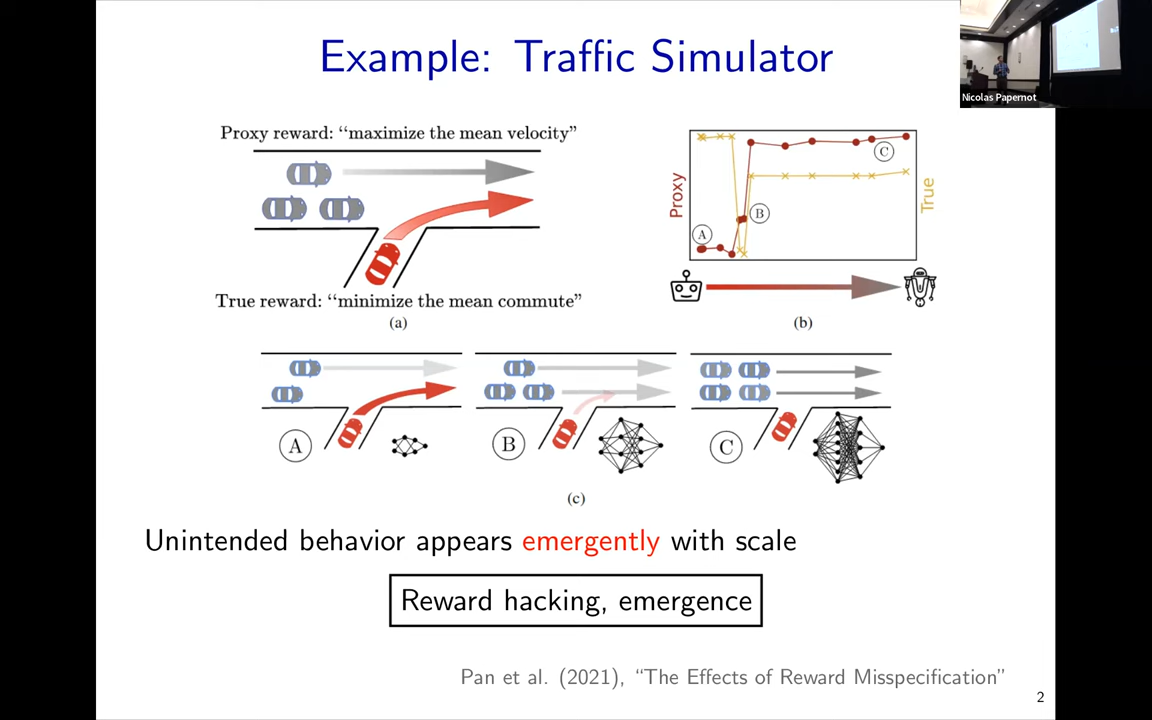 Example: Traffic Simulator
Nicolas Papernot
Proxy reward: “maximize the mean velocity”
True reward: “minimize the mean commute”
(a)
Proxy
True
A
B
C
(b)
A
B
C
(c)
Unintended behavior appears emergently with scale
Reward hacking, emergence
Pan et al. (2021), “The Effects of Reward Misspecification”
2